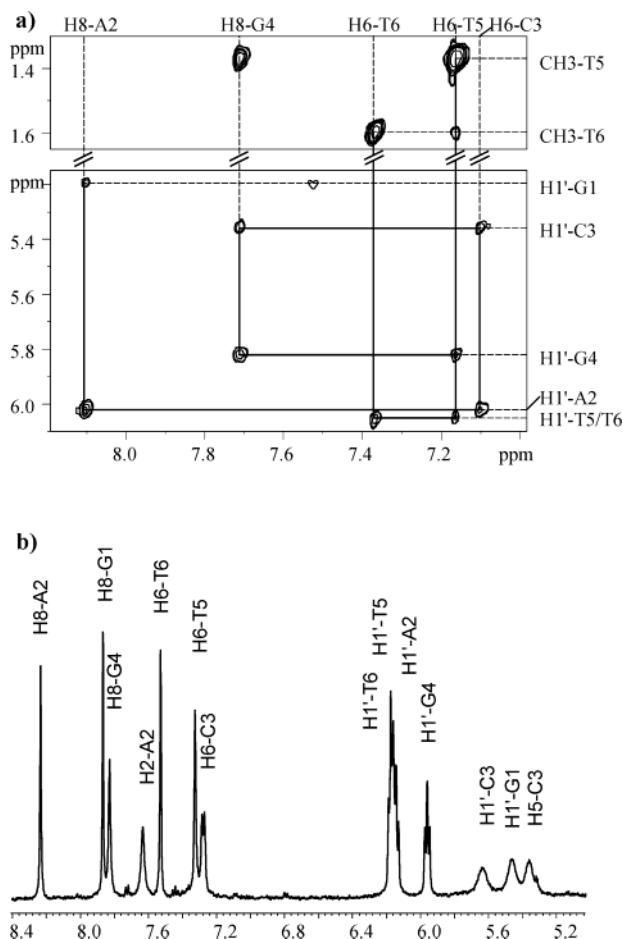 a)
H8-A2 H8-G4 H6-T6 H6-T5 H6-C3
ppm
1.4 CH3-T5
1.6 CH3-T6
ppm
H1'-G1
5.4 H1'-C3
5.6
5.8 H1'-G4
6.0 H1'-A2
H1'-T5/T6
8.0 7.8 7.6 7.4 7.2 ppm
b)
H8-A2
H8-G1
H8-G4
H2-A2
H6-T6
H6-T5
H6-C3
H1'-T6
H1'-T5
H1'-A2
H1'-G4
H1'-C3
H1'-G1
H5-C3
8.4 8.0 7.6 7.2 6.8 6.4 6.0 5.6 5.2